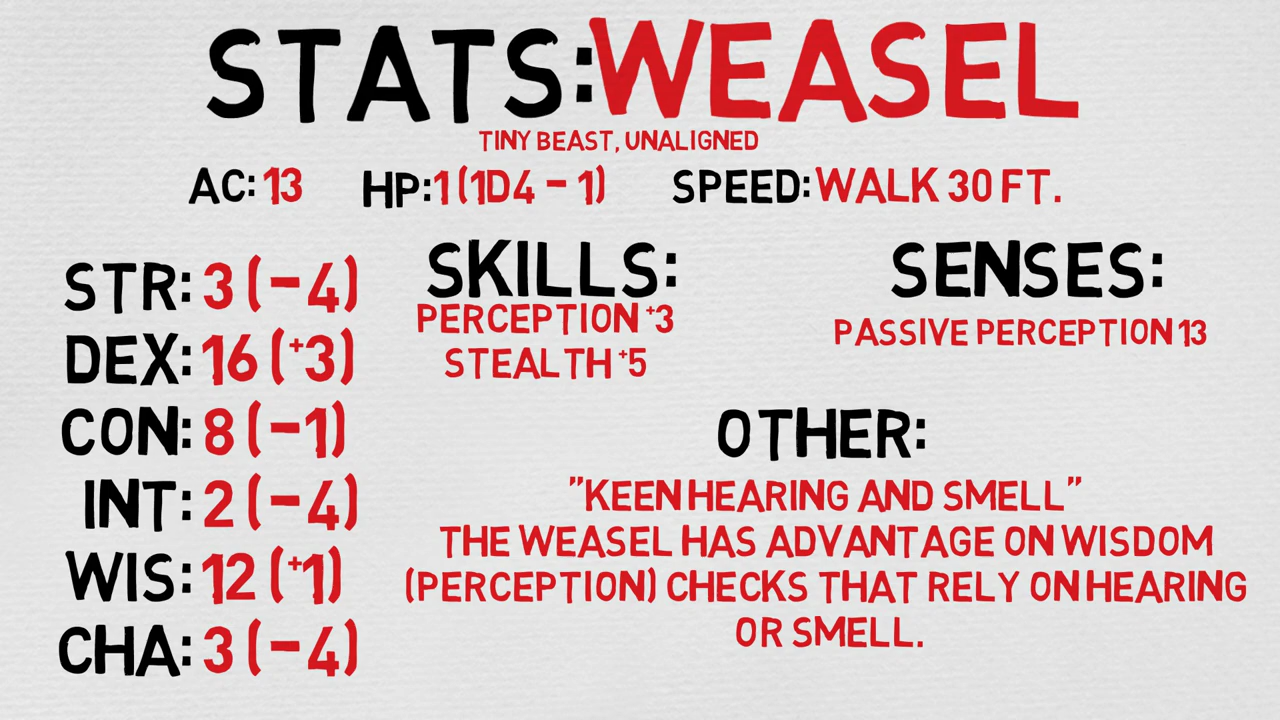 STATS:WEASEL
TINY BEAST, UNALIGNED
AC: 13 HP:1 (1D4 - 1) SPEED:WALK 30 FT.
STR: 3 (-4)
DEX: 16 (+3)
CON: 8 (-1)
INT: 2 (-4)
WIS: 12 (+1)
CHA: 3 (-4)
SKILLS:
PERCEPTION +3
STEALTH +5
SENSES:
PASSIVE PERCEPTION 13
OTHER:
"KEEN HEARING AND SMELL"
THE WEASEL HAS ADVANTAGE ON WISDOM
(PERCEPTION) CHECKS THAT RELY ON HEARING
OR SMELL.